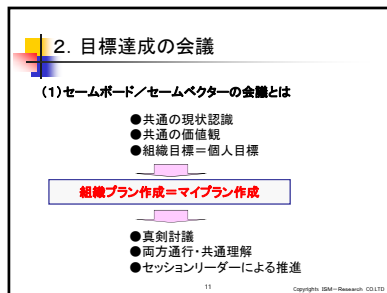 2．目標達成の会議
（1）セームボード／セームベクターの会議とは
●共通の現状認識
●共通の価値観
●組織目標＝個人目標
組織プラン作成＝マイプラン作成
●真剣討議
●両方通行・共通理解
●セッションリーダーによる推進
11
Copyrights ISM－Research CO.LTD